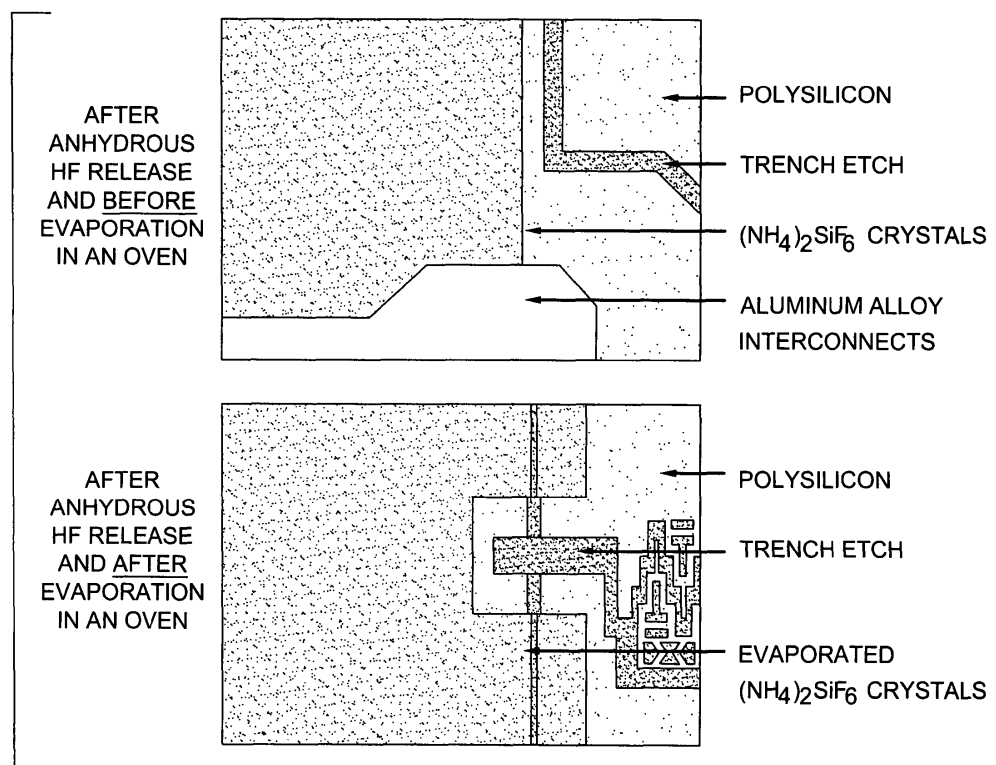 AFTER
ANHYDROUS
HF RELEASE
AND BEFORE
EVAPORATION
IN AN OVEN
POLYSILICON
TRENCH ETCH
(NH4)2SiF6 CRYSTALS
ALUMINUM ALLOY
INTERCONNECTS
AFTER
ANHYDROUS
HF RELEASE
AND AFTER
EVAPORATION
IN AN OVEN
POLYSILICON
TRENCH ETCH
EVAPORATED
(NH4)2SiF6 CRYSTALS